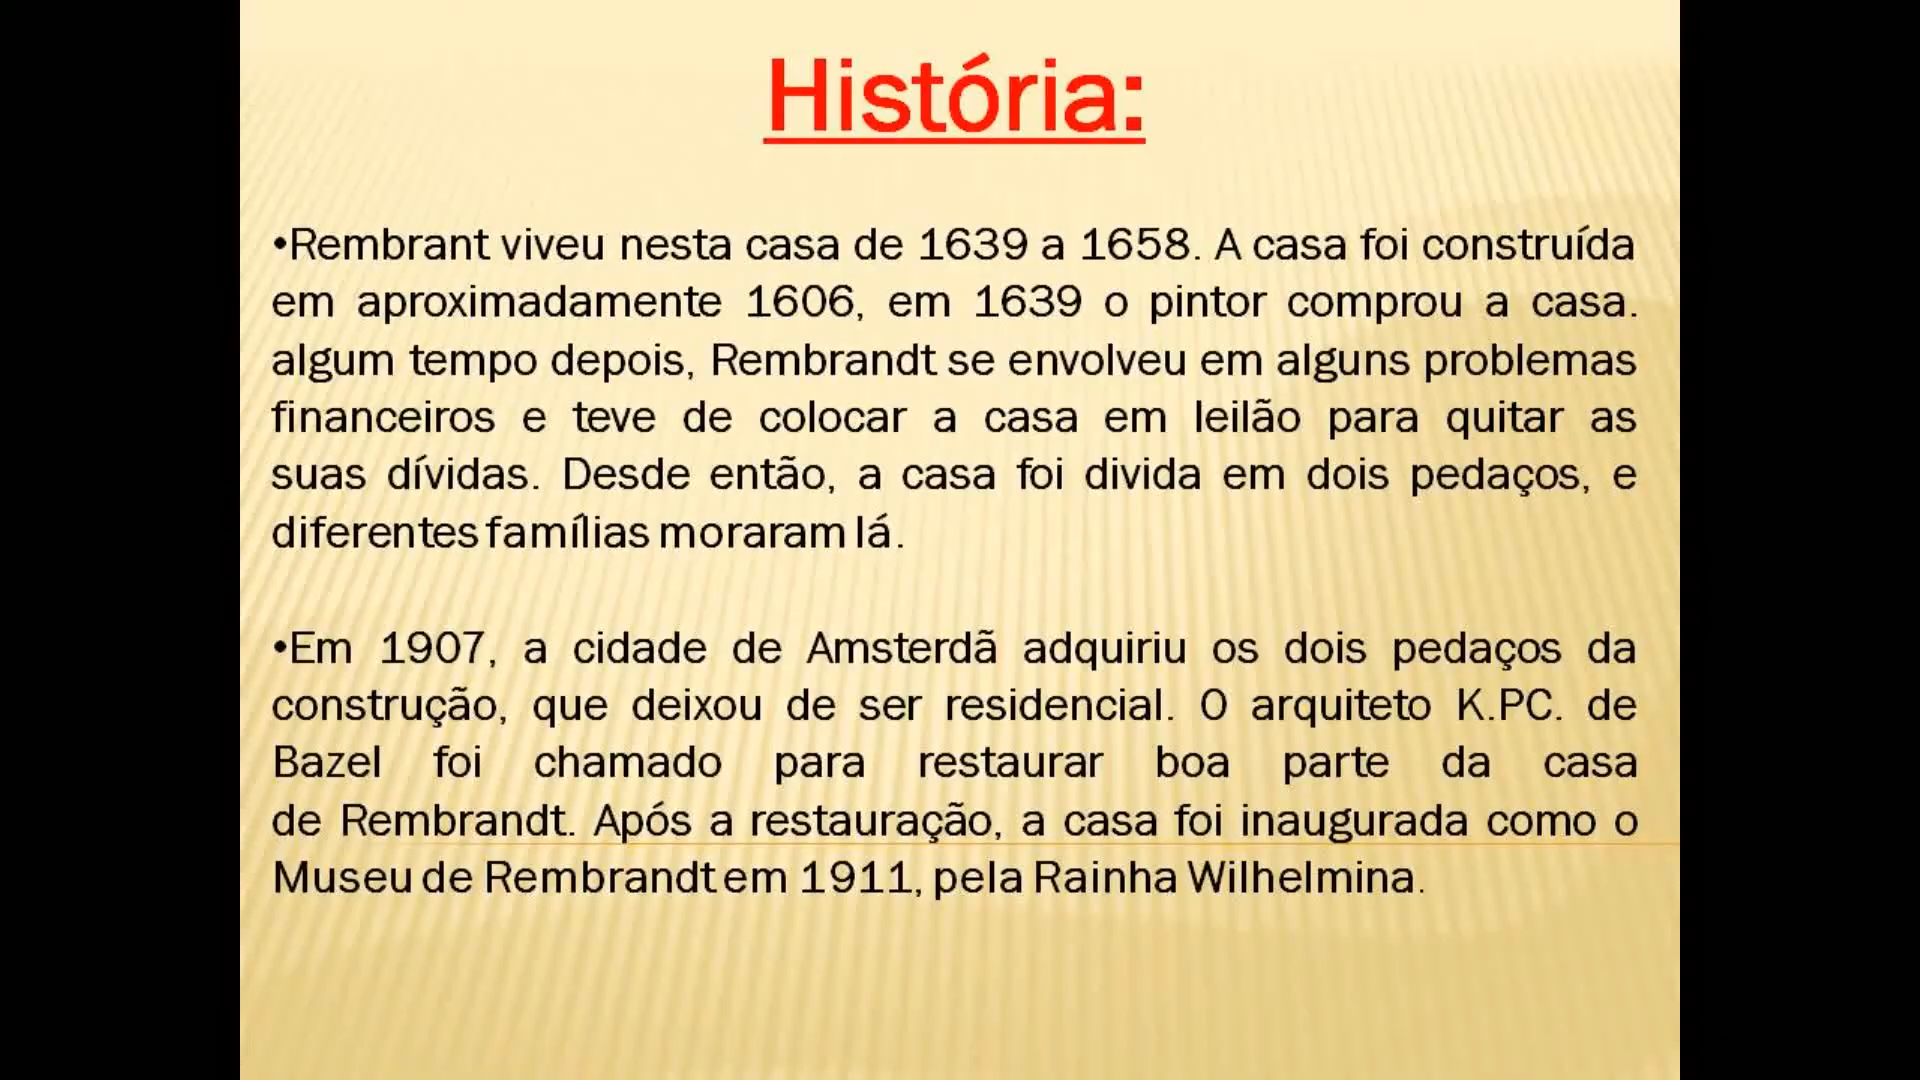 História:
•Rembrant viveu nesta casa de 1639 a 1658. A casa foi construída
em aproximadamente 1606, em 1639 o pintor comprou a casa.
algum tempo depois, Rembrandt se envolveu em alguns problemas
financeiros e teve de colocar a casa em leilão para quitar as
suas dívidas. Desde então, a casa foi divida em dois pedaços, e
diferentes famílias moraram lá.
•Em 1907, a cidade de Amsterdã adquiriu os dois pedaços da
construção, que deixou de ser residencial. O arquiteto K.PC. de
Bazel foi chamado para restaurar boa parte da casa
de Rembrandt. Após a restauração, a casa foi inaugurada como o
Museu de Rembrandt em 1911, pela Rainha Wilhelmina.